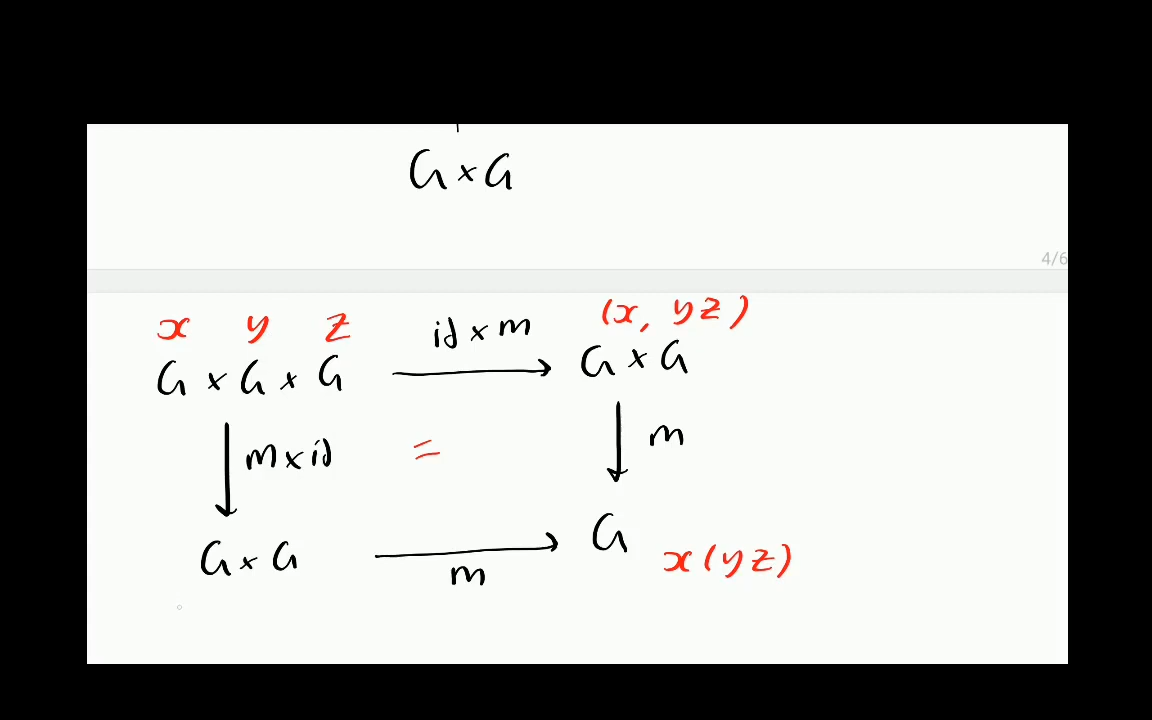 G × G
4/6
x y z
id × m
(x, yz)
G × G × G
G × G
m × id
=
m
G × G
G
m
x(yz)